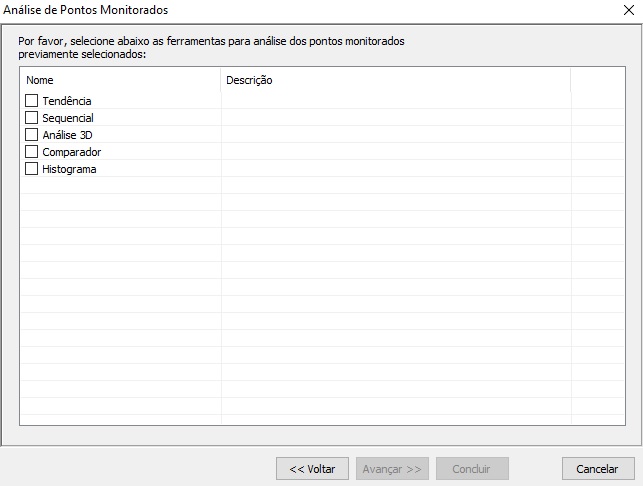 Análise de Pontos Monitorados
Por favor, selecione abaixo as ferramentas para análise dos pontos monitorados
previamente selecionados:
Nome Descrição
Tendência
Sequencial
Análise 3D
Comparador
Histograma
<< Voltar Avançar >> Concluir Cancelar